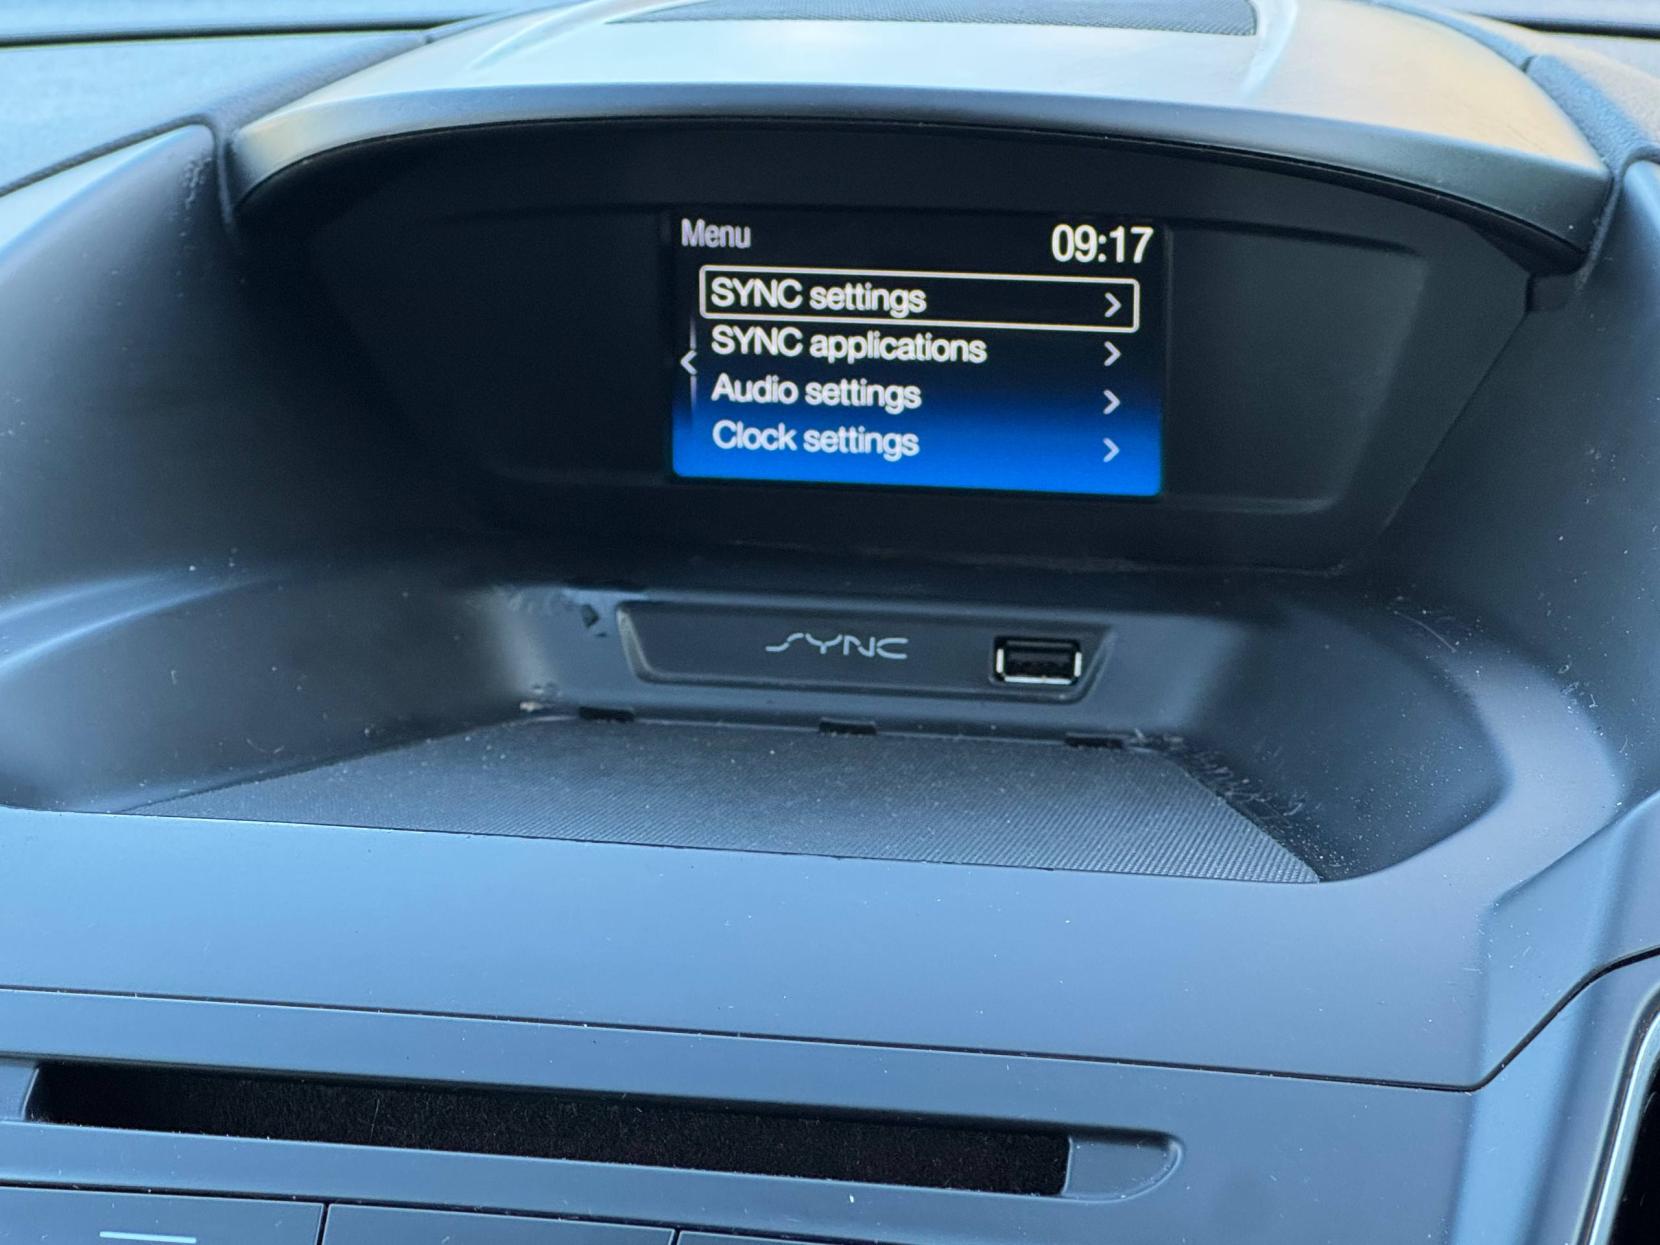 Menu 09:17
SYNC settings
SYNC applications
Audio settings
Clock settings
SYNC